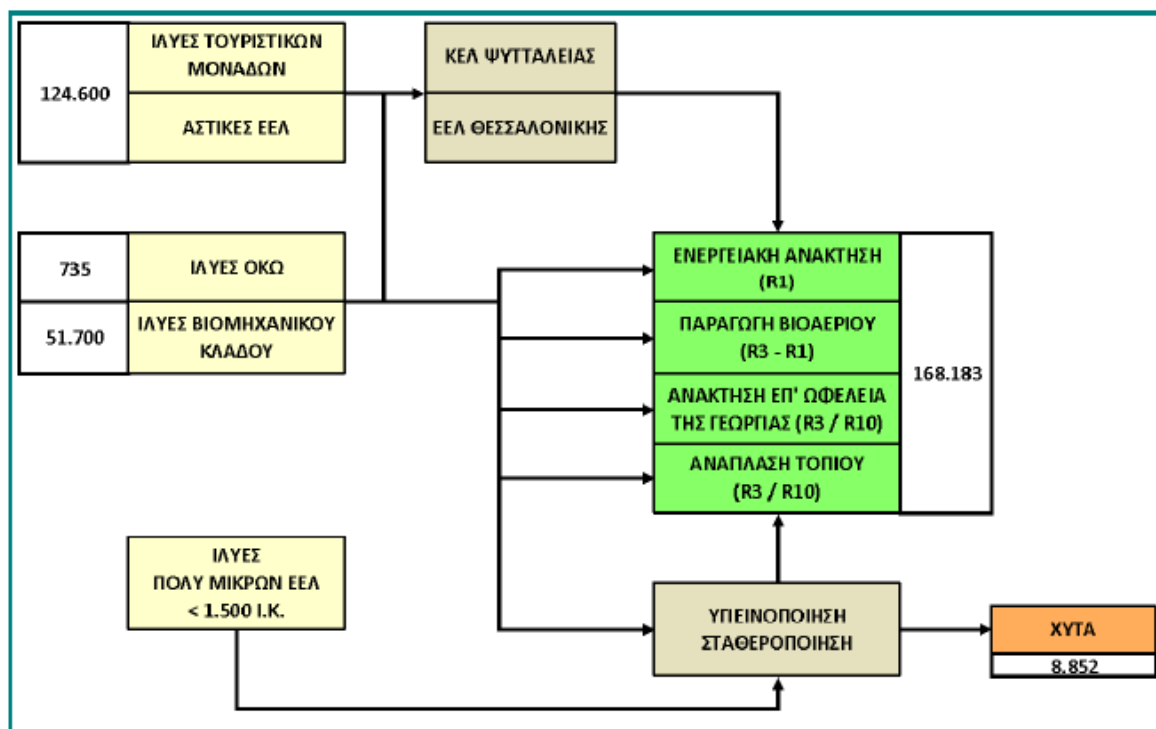 124.600
ΙΛΥΕΣ ΤΟΥΡΙΣΤΙΚΩΝ
ΜΟΝΑΔΩΝ
ΑΣΤΙΚΕΣ ΕΕΛ
ΚΕΛ ΨΥΤΤΑΛΕΙΑΣ
ΕΕΛ ΘΕΣΣΑΛΟΝΙΚΗΣ
735
ΙΛΥΕΣ ΟΚΩ
51.700
ΙΛΥΕΣ ΒΙΟΜΗΧΑΝΙΚΟΥ
ΚΛΑΔΟΥ
ΕΝΕΡΓΕΙΑΚΗ ΑΝΑΚΤΗΣΗ
(R1)
ΠΑΡΑΓΩΓΗ ΒΙΟΑΕΡΙΟΥ
(R3 - R1)
ΑΝΑΚΤΗΣΗ ΕΠ' ΩΦΕΛΕΙΑ
ΤΗΣ ΓΕΩΡΓΙΑΣ (R3 / R10)
ΑΝΑΠΛΑΣΗ ΤΟΠΙΟΥ
(R3 / R10)
168.183
ΙΛΥΕΣ
ΠΟΛΥ ΜΙΚΡΩΝ ΕΕΛ
< 1.500 Ι.Κ.
ΥΓΙΕΙΝΟΠΟΙΗΣΗ
ΣΤΑΘΕΡΟΠΟΙΗΣΗ
ΧΥΤΑ
8.852